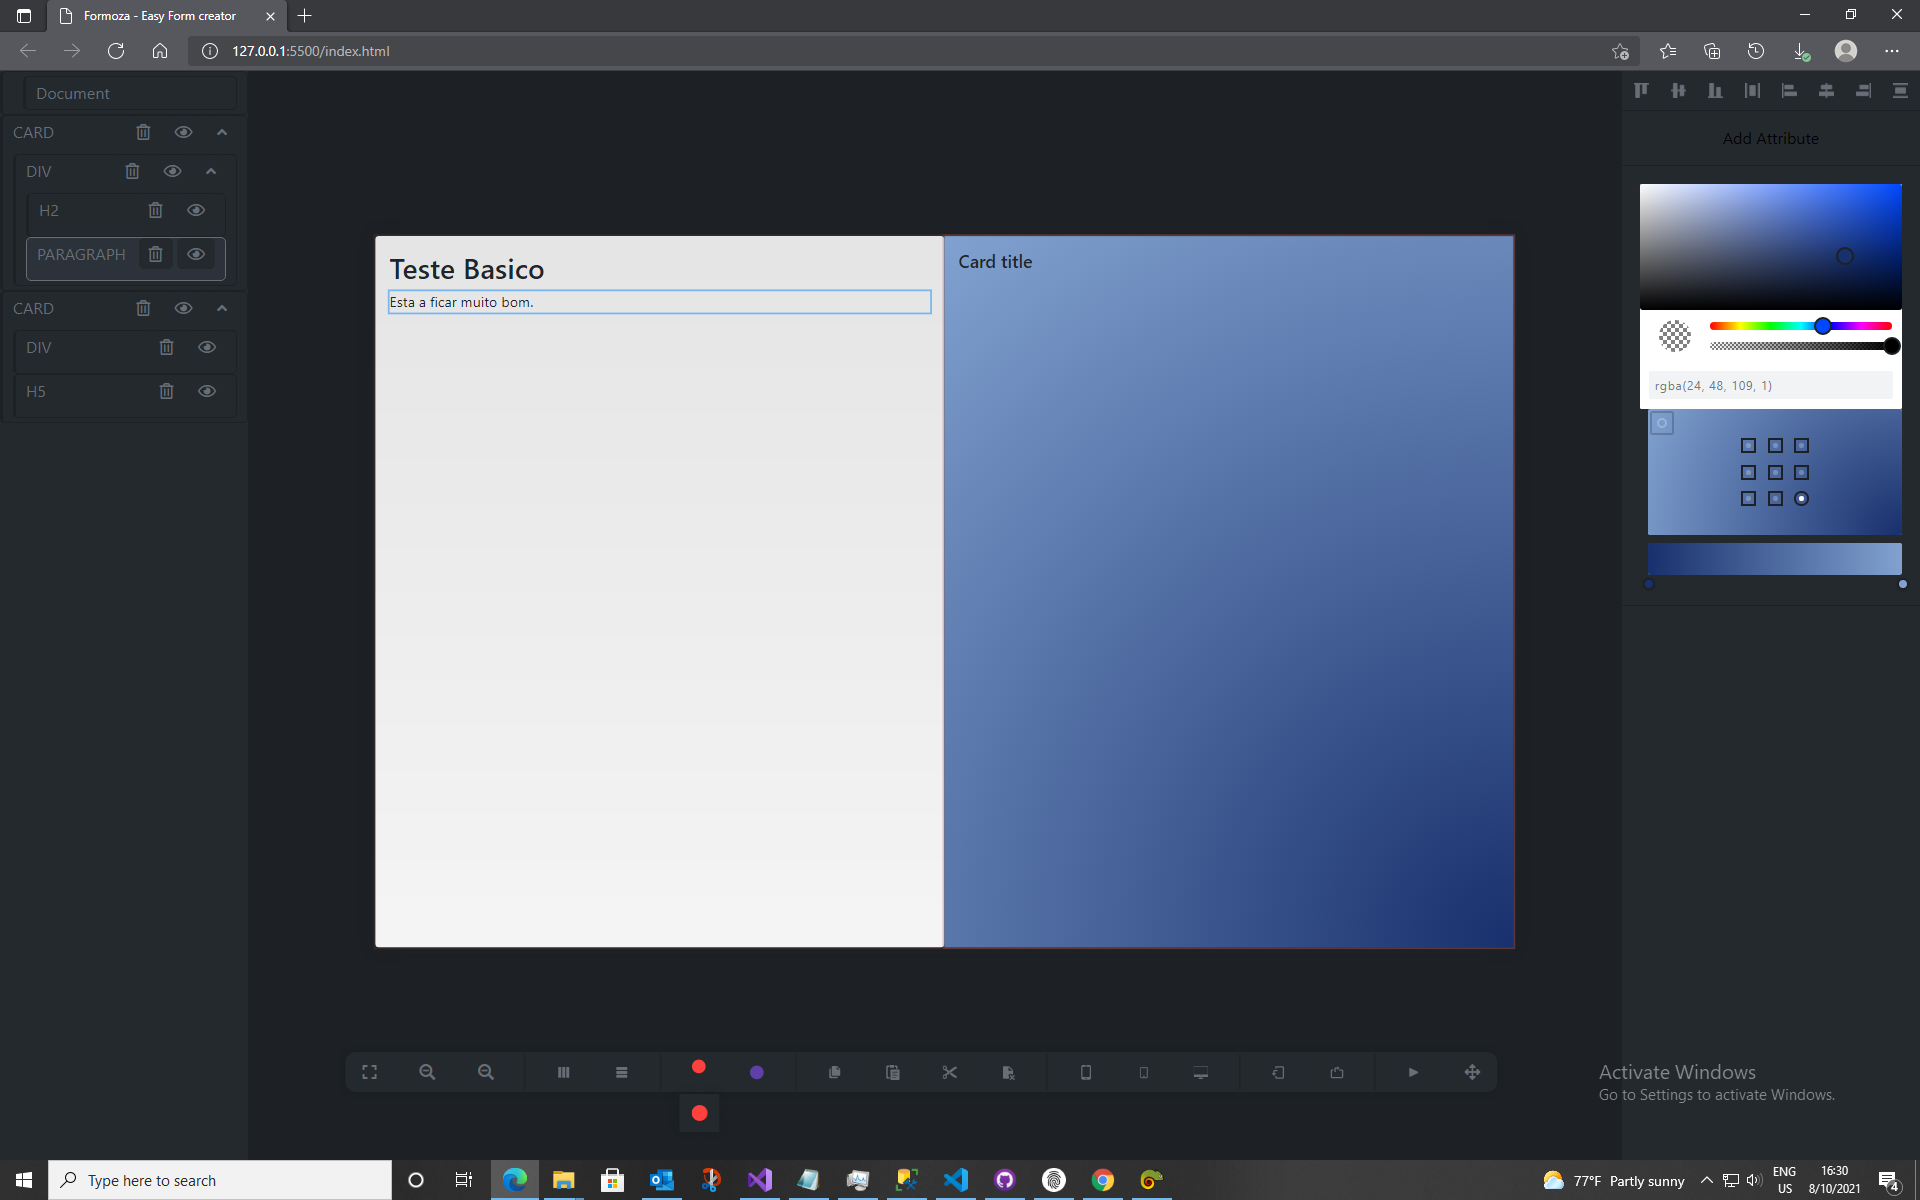 Formoza - Easy Form creator
127.0.0.1:5500/index.html
Document
CARD
DIV
H2
PARAGRAPH
CARD
DIV
H5
Teste Basico
Esta a ficar muito bom.
Card title
Add Attribute
rgba(24, 48, 109, 1)
Activate Windows
Go to Settings to activate Windows.
Type here to search
77°F Partly sunny
ENG
US
16:30
8/10/2021
4